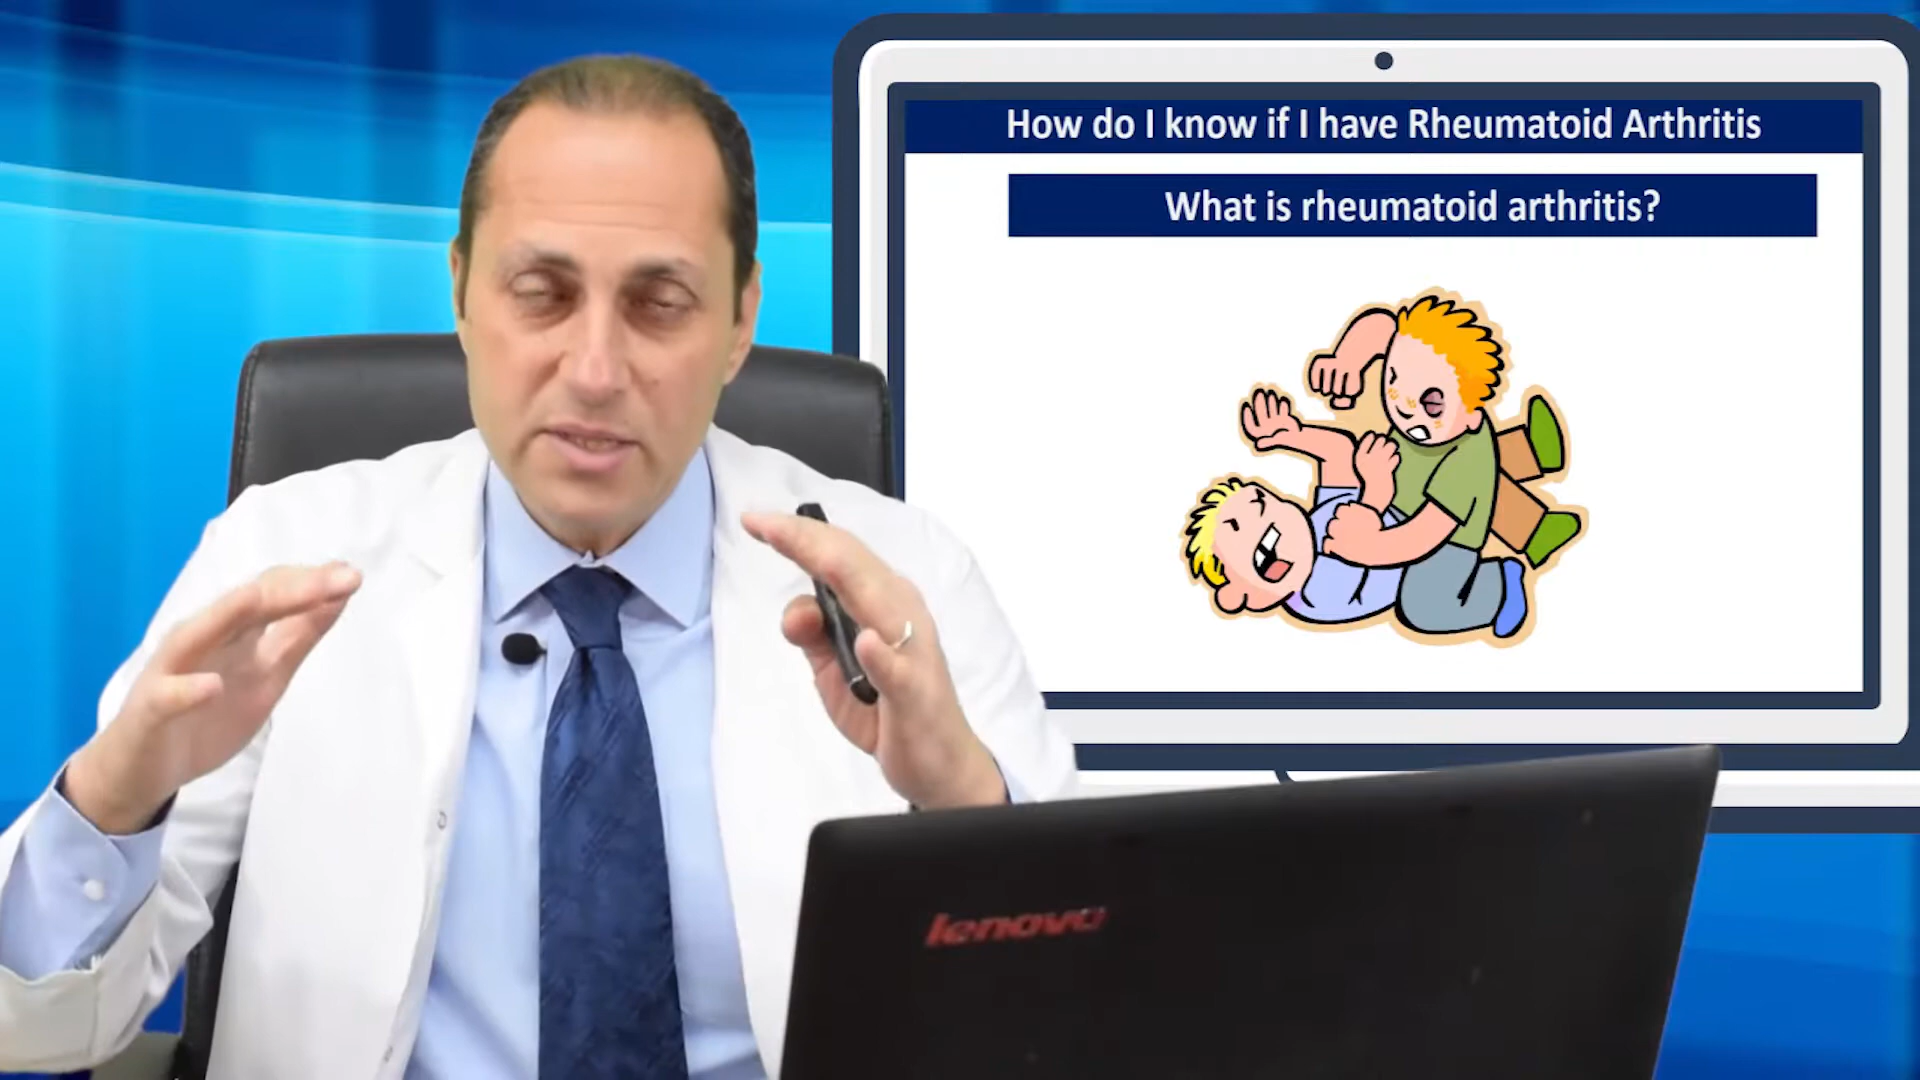 How do I know if I have Rheumatoid Arthritis
What is rheumatoid arthritis?
lenovo